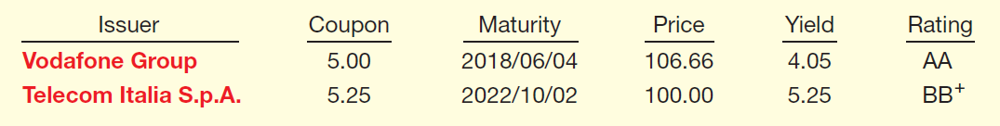 Issuer Coupon Maturity Price Yield Rating
Vodafone Group 5.00 2018/06/04 106.66 4.05 AA
Telecom Italia S.p.A. 5.25 2022/10/02 100.00 5.25 BB+